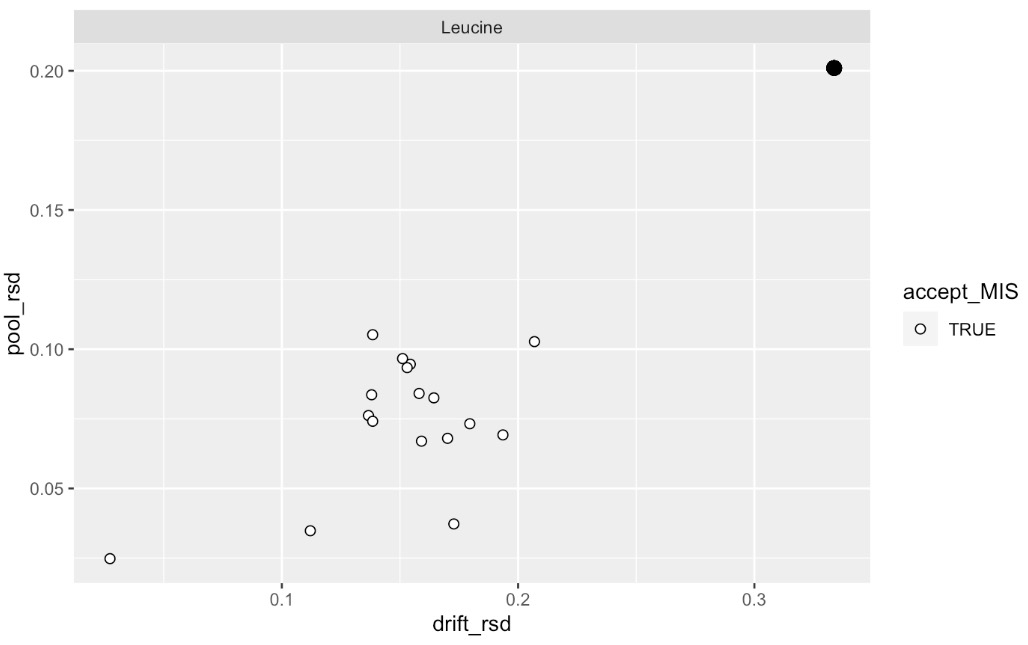 Leucine
0.20
0.15
0.10
0.05
pool_rsd
0.1
0.2
0.3
drift_rsd
accept_MIS
TRUE